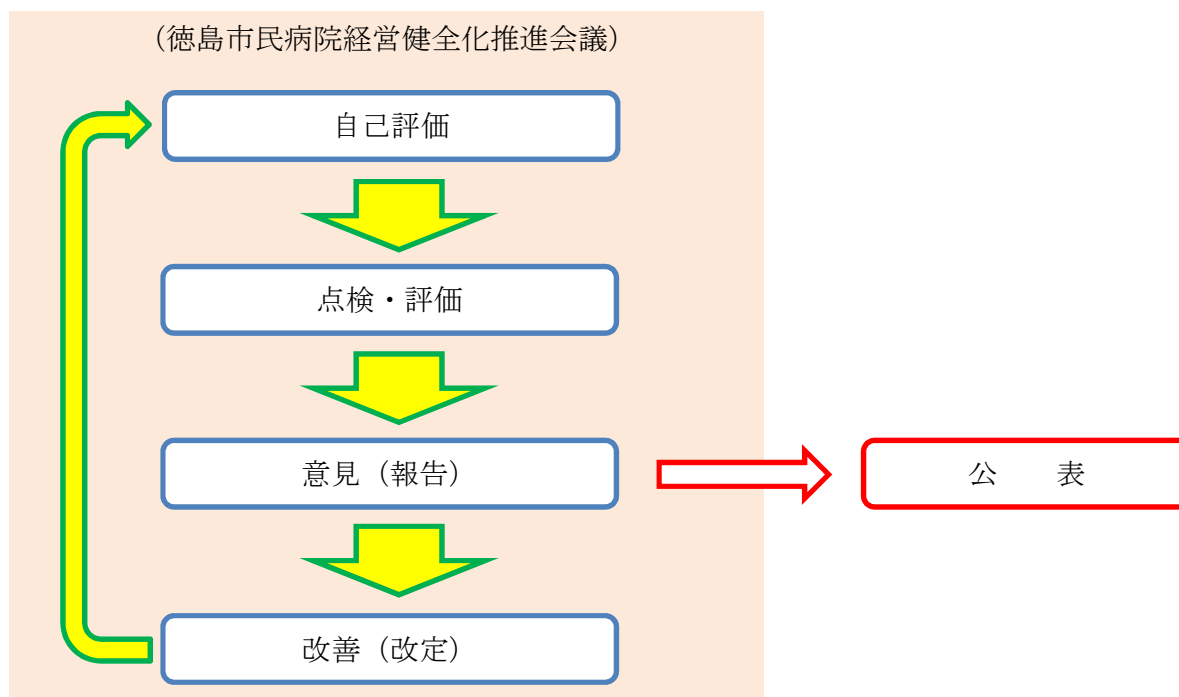 （徳島市民病院経営健全化推進会議）
自己評価
点検・評価
意見（報告）
公　　表
改善（改定）